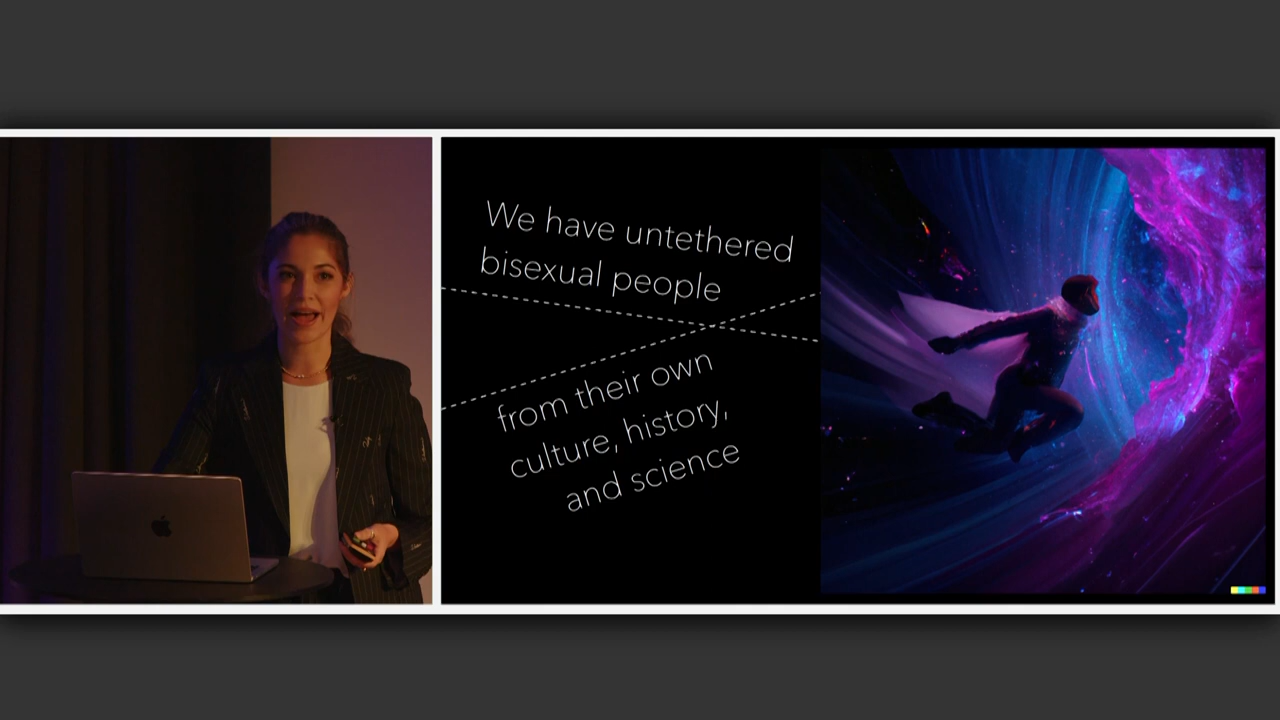 We have untethered
bisexual people
from their own
culture, history,
and science